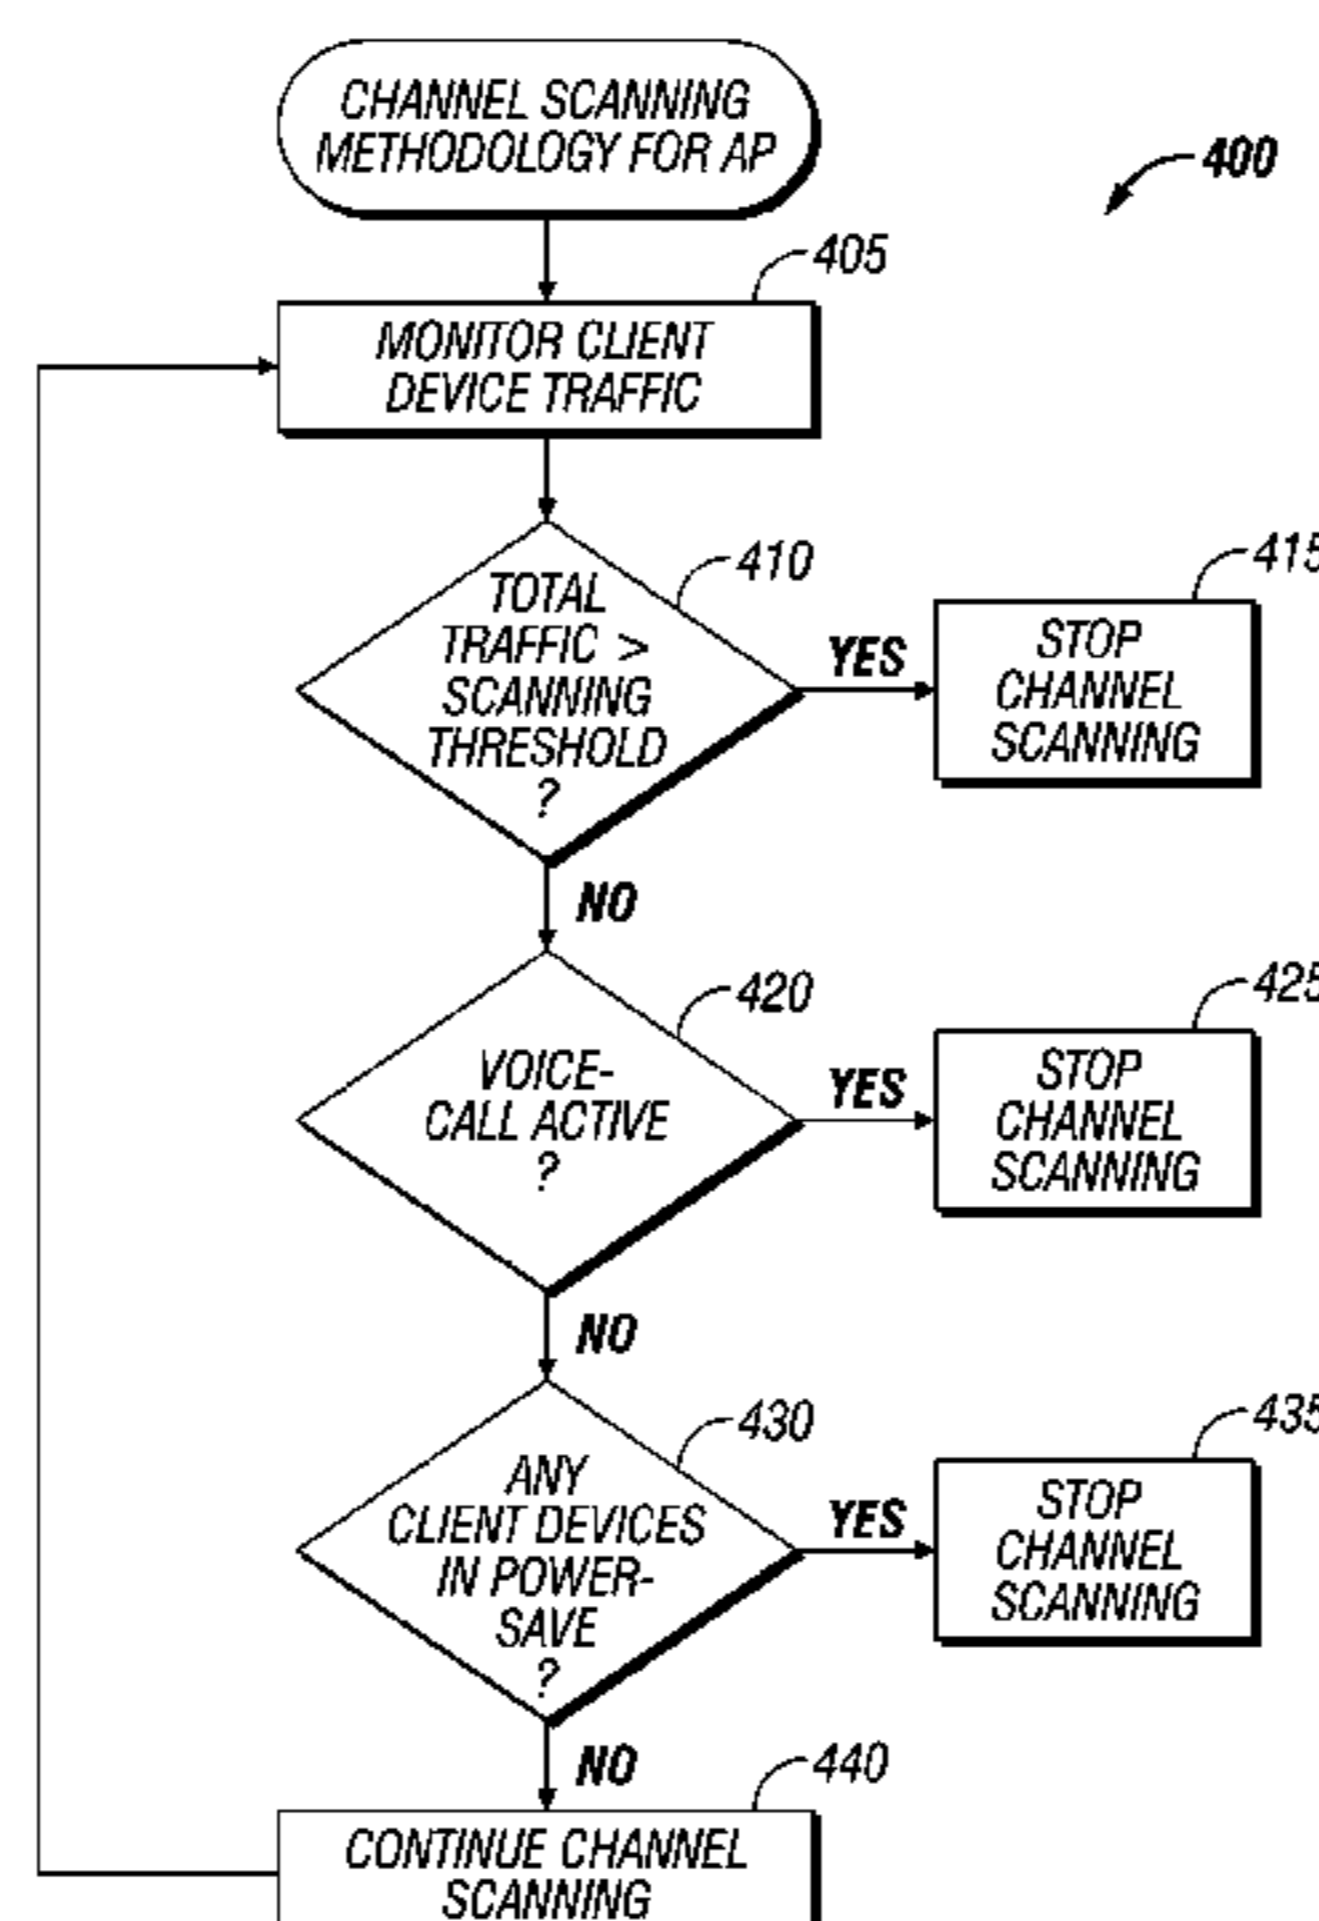 CHANNEL SCANNING
METHODOLOGY FOR AP
400
405
MONITOR CLIENT
DEVICE TRAFFIC
410
TOTAL
TRAFFIC >
SCANNING
THRESHOLD
?
YES
415
STOP
CHANNEL
SCANNING
NO
420
VOICE-
CALL ACTIVE
?
YES
425
STOP
CHANNEL
SCANNING
NO
430
ANY
CLIENT DEVICES
IN POWER-
SAVE
?
YES
435
STOP
CHANNEL
SCANNING
NO
440
CONTINUE CHANNEL
SCANNING